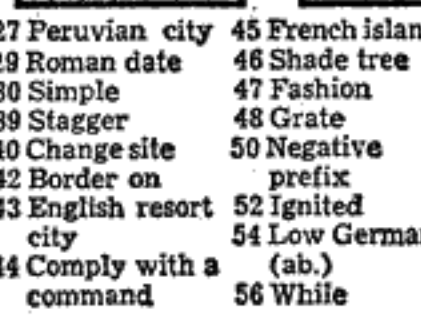 27 Peruvian city
29 Roman date
30 Simple
39 Stagger
40 Change site
42 Border on
43 English resort
city
44 Comply with a
command
45 French islan
46 Shade tree
47 Fashion
48 Grate
50 Negative
prefix
52 Ignited
54 Low German
(ab.)
56 While